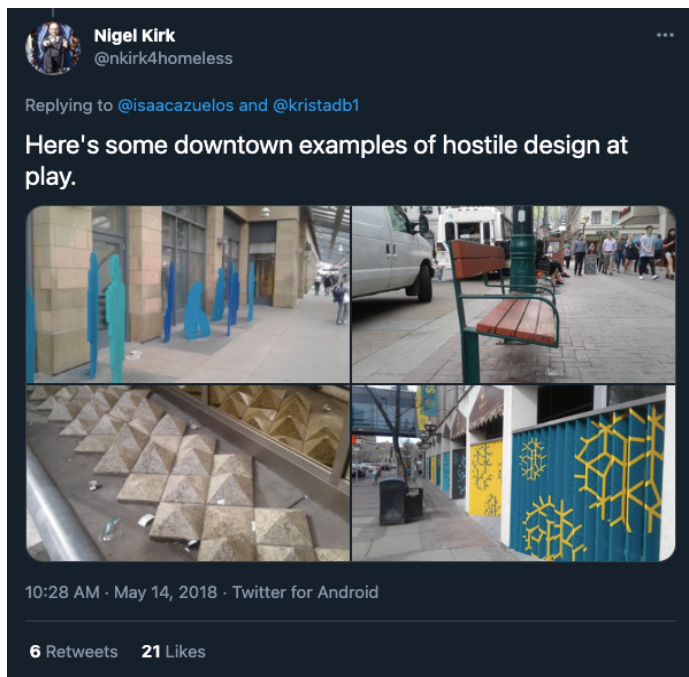 Nigel Kirk
@nkirk4homeless
Replying to @isaacazuelos and @kristadb1
Here's some downtown examples of hostile design at
play.
10:28 AM · May 14, 2018 · Twitter for Android
6 Retweets 21 Likes